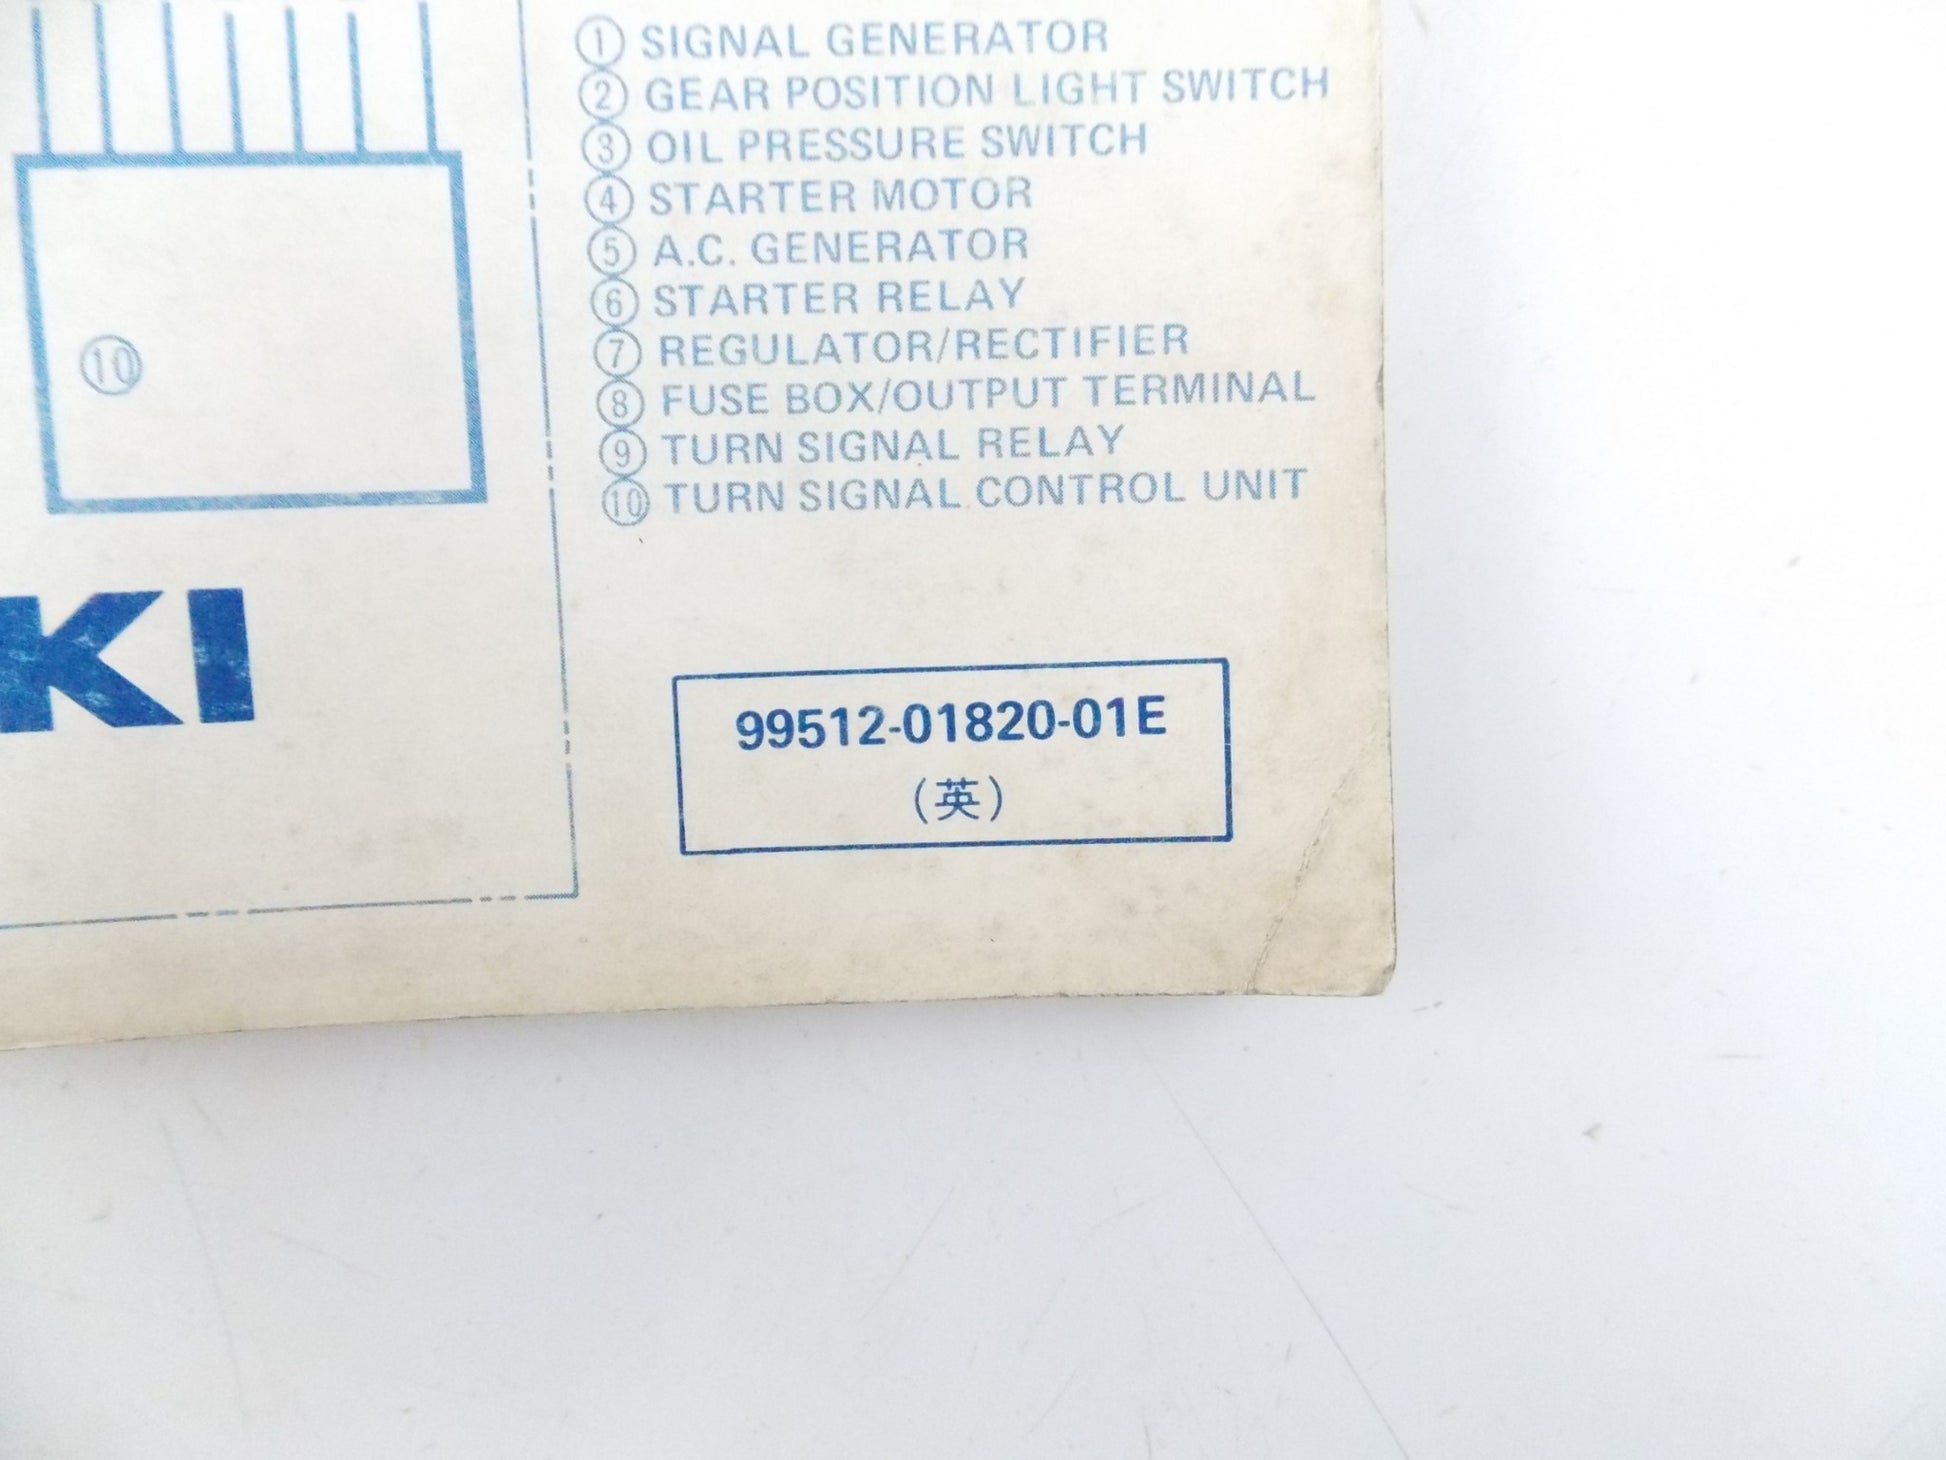 ① SIGNAL GENERATOR
② GEAR POSITION LIGHT SWITCH
③ OIL PRESSURE SWITCH
④ STARTER MOTOR
⑤ A.C. GENERATOR
⑥ STARTER RELAY
⑦ REGULATOR/RECTIFIER
⑧ FUSE BOX/OUTPUT TERMINAL
⑨ TURN SIGNAL RELAY
⑩ TURN SIGNAL CONTROL UNIT
⑩
KI
99512-01820-01E
(英)